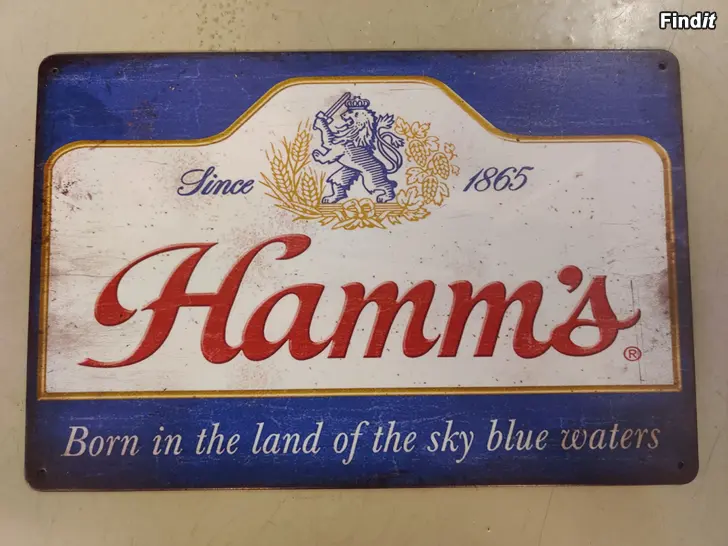 Findit
Since 1865
Hamm's
®
Born in the land of the sky blue waters